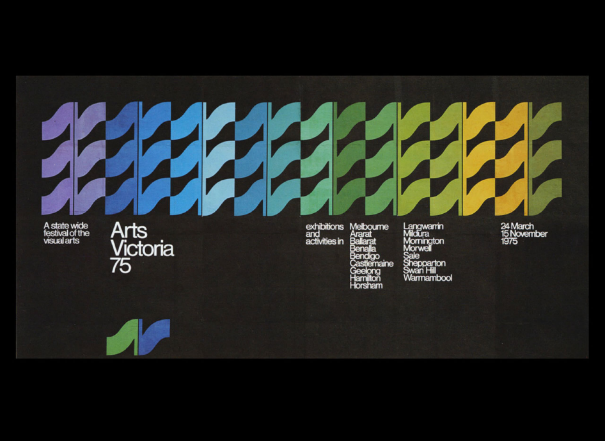 A state wide
festival of the
visual arts
Arts
Victoria
75
exhibitions
and
activities in
Melbourne
Ararat
Ballarat
Benalla
Bendigo
Castlemaine
Geelong
Hamilton
Horsham
Langwarrin
Mildura
Mornington
Morwell
Sale
Shepparton
Swan Hill
Warrnambool
24 March
15 November
1975